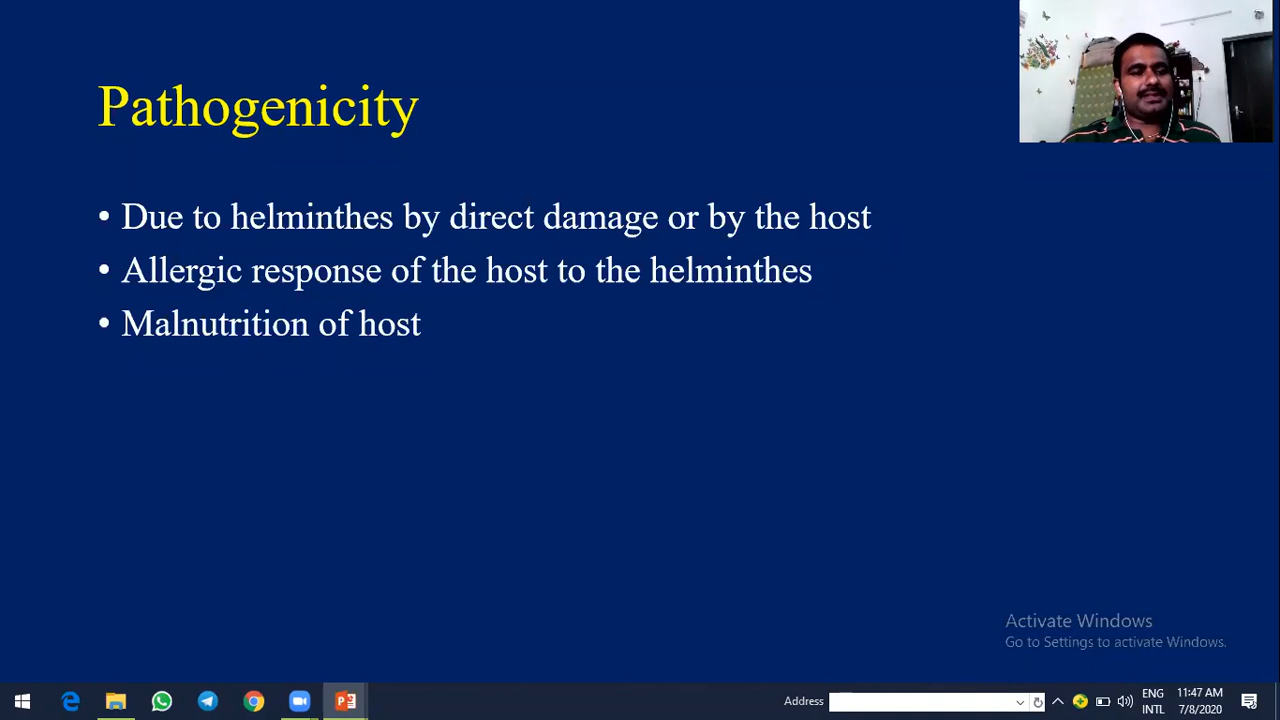 Pathogenicity
• Due to helminthes by direct damage or by the host
• Allergic response of the host to the helminthes
• Malnutrition of host
Activate Windows
Go to Settings to activate Windows.
Address
ENG
INTL
11:47 AM
7/8/2020